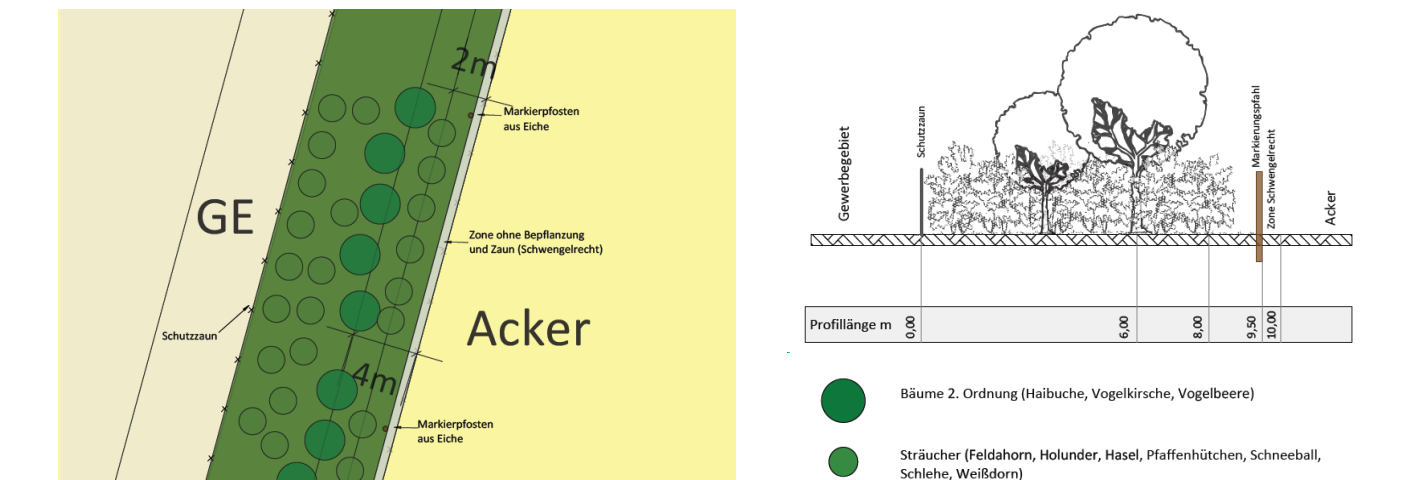 2m
Markierpfosten
aus Eiche
GE
Zone ohne Bepflanzung
und Zaun (Schwengelrecht)
Schutzzaun
Acker
4m
Markierpfosten
aus Eiche
Gewerbegebiet
Schutzzaun
Markierungspfahl
Zone Schwengelrecht
Acker
Profillänge m
0,00
6,00
8,00
9,50
10,00
Bäume 2. Ordnung (Haibuche, Vogelkirsche, Vogelbeere)
Sträucher (Feldahorn, Holunder, Hasel, Pfaffenhütchen, Schneeball,
Schlehe, Weißdorn)